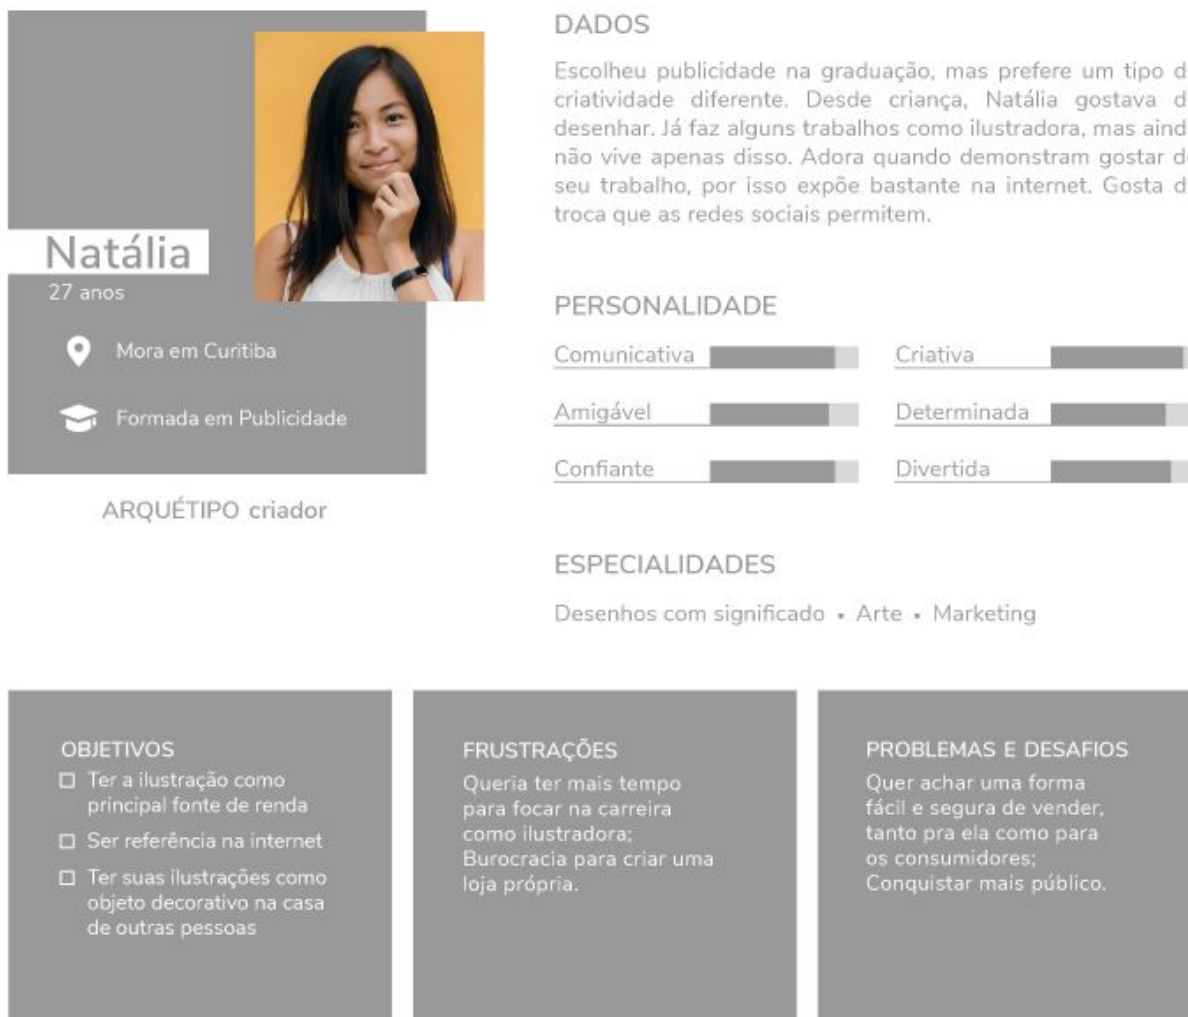 Natália
27 anos
Mora em Curitiba
Formada em Publicidade
ARQUÉTIPO criador
DADOS
Escolheu publicidade na graduação, mas prefere um tipo d
criatividade diferente. Desde criança, Natália gostava d
desenhar. Já faz alguns trabalhos como ilustradora, mas aind
não vive apenas disso. Adora quando demonstram gostar d
seu trabalho, por isso expõe bastante na internet. Gosta d
troca que as redes sociais permitem.
PERSONALIDADE
Comunicativa
Criativa
Amigável
Determinada
Confiante
Divertida
ESPECIALIDADES
Desenhos com significado • Arte • Marketing
OBJETIVOS
Ter a ilustração como
principal fonte de renda
Ser referência na internet
Ter suas ilustrações como
objeto decorativo na casa
de outras pessoas
FRUSTRAÇÕES
Queria ter mais tempo
para focar na carreira
como ilustradora;
Burocracia para criar uma
loja própria.
PROBLEMAS E DESAFIOS
Quer achar uma forma
fácil e segura de vender,
tanto pra ela como para
os consumidores;
Conquistar mais público.